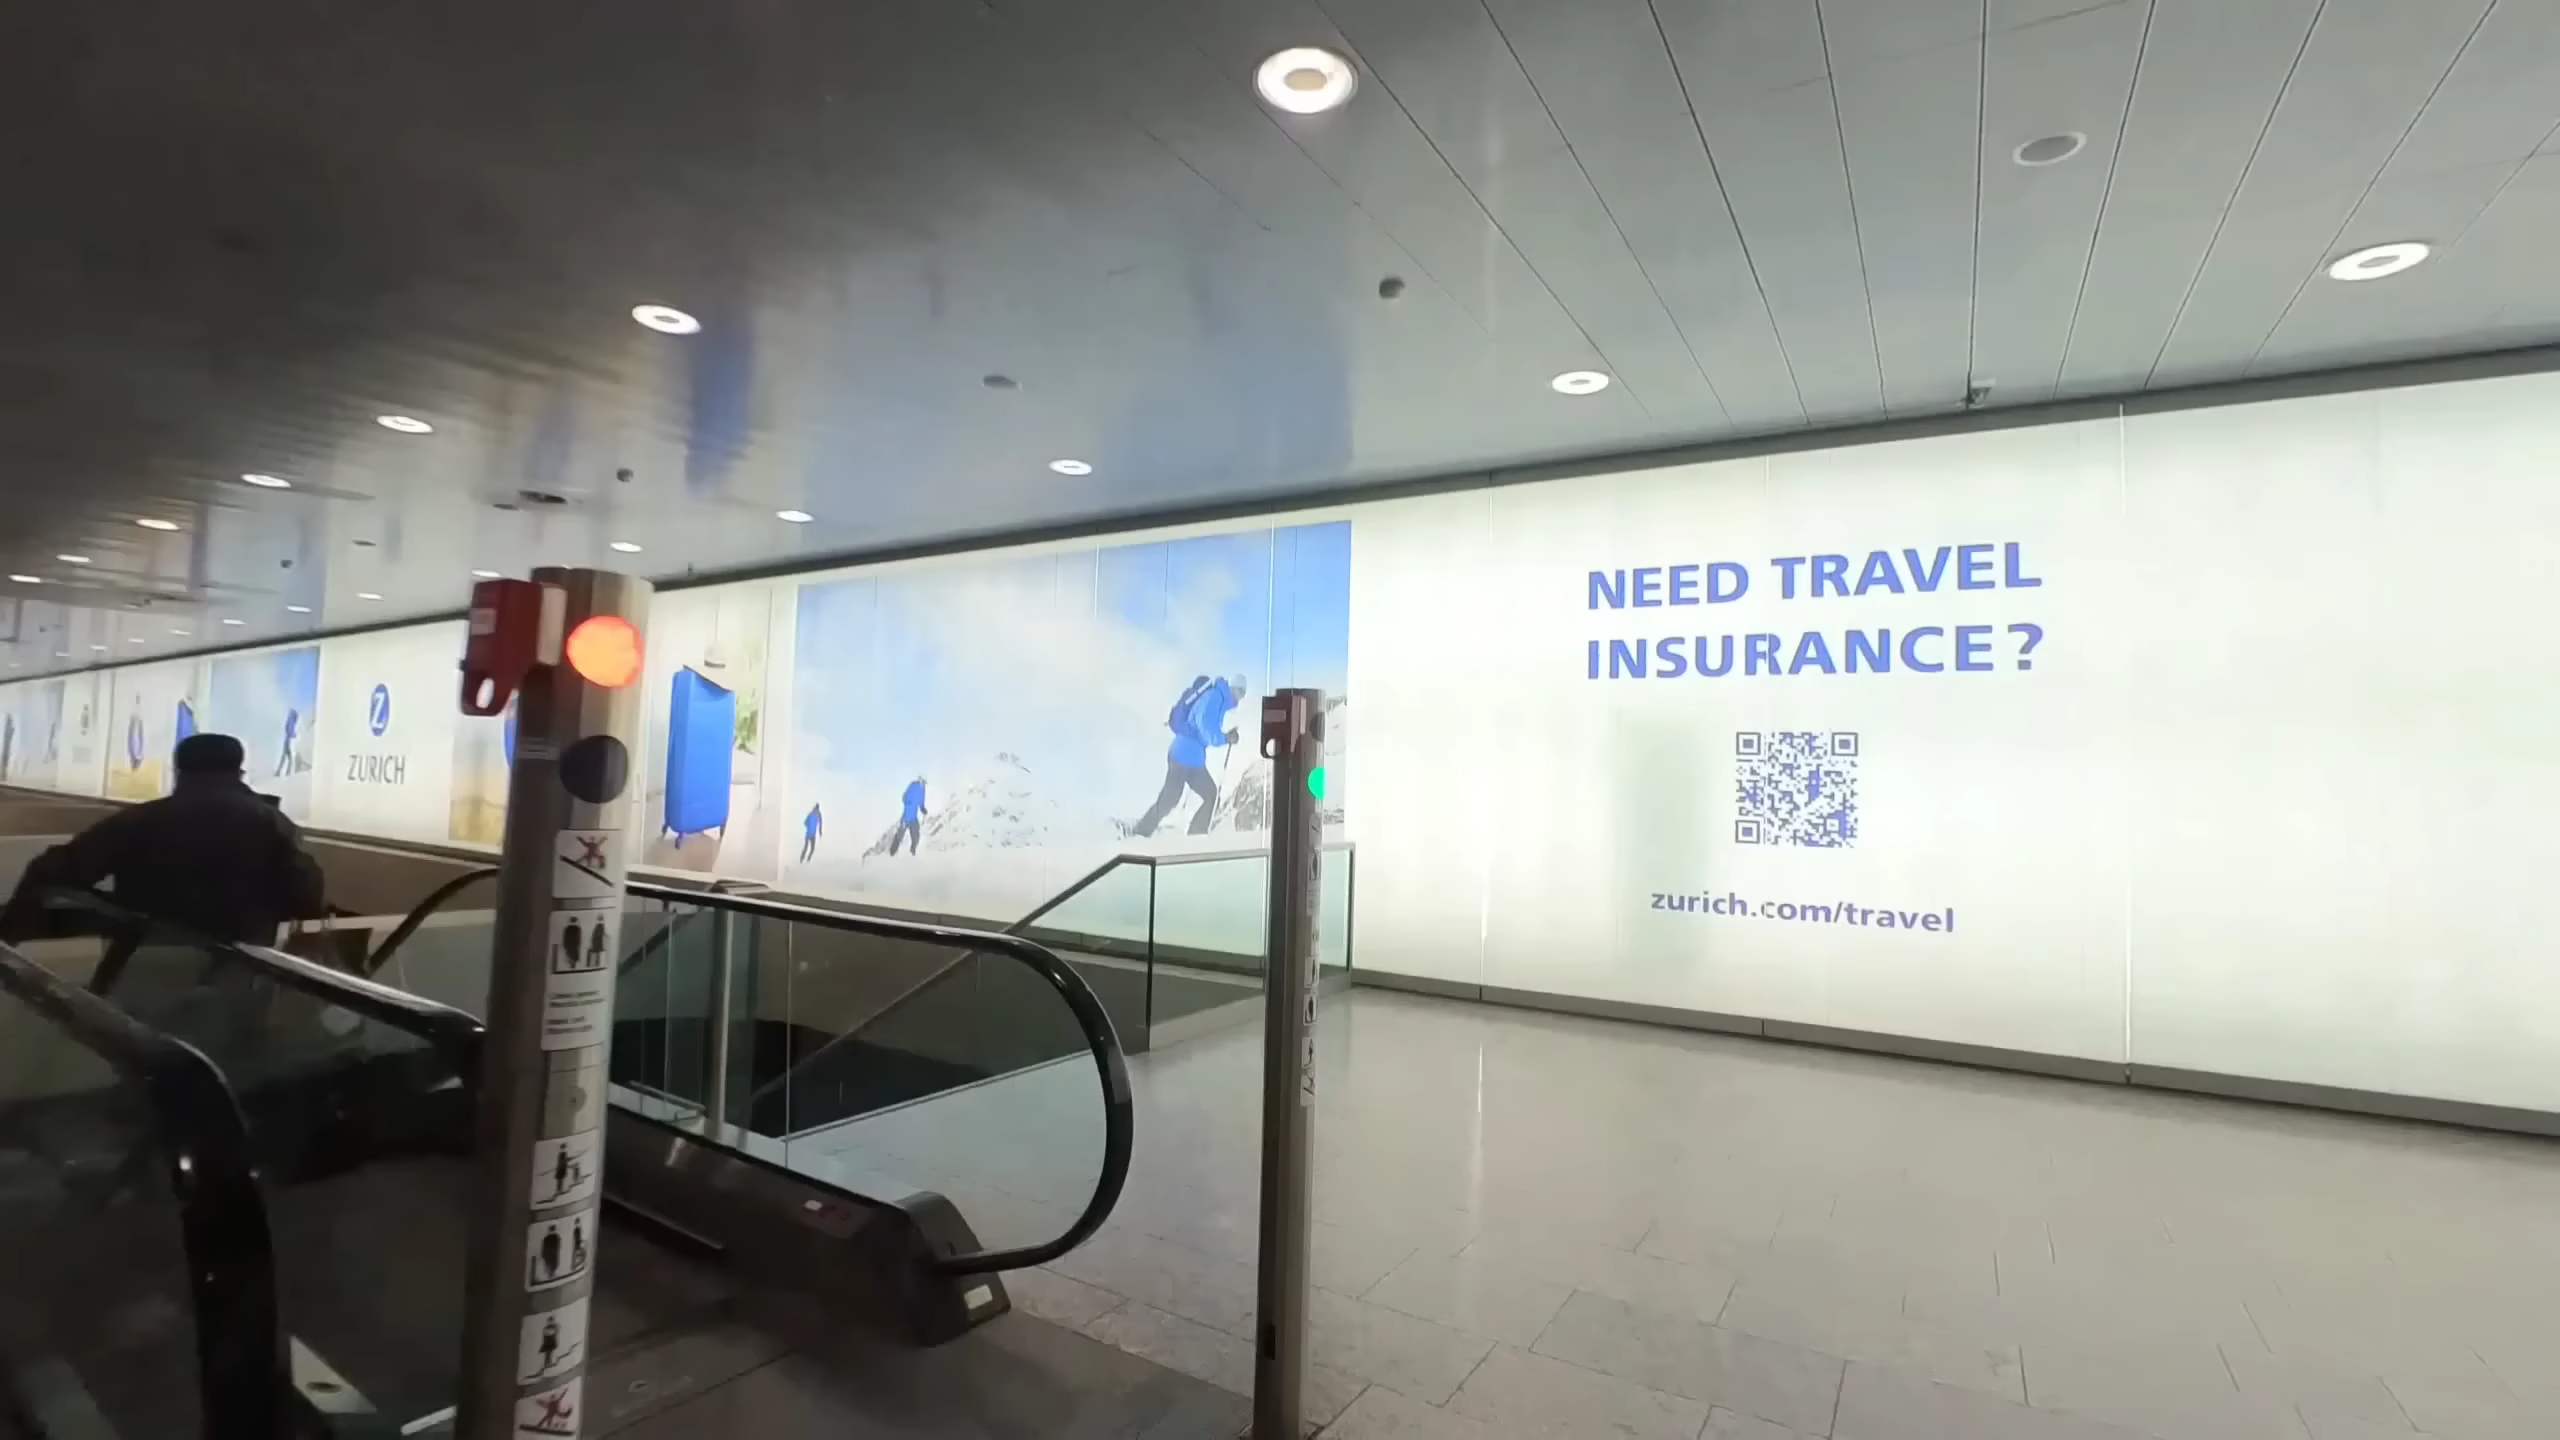 NEED TRAVEL
INSURANCE?
zurich.com/travel
Z
ZURICH